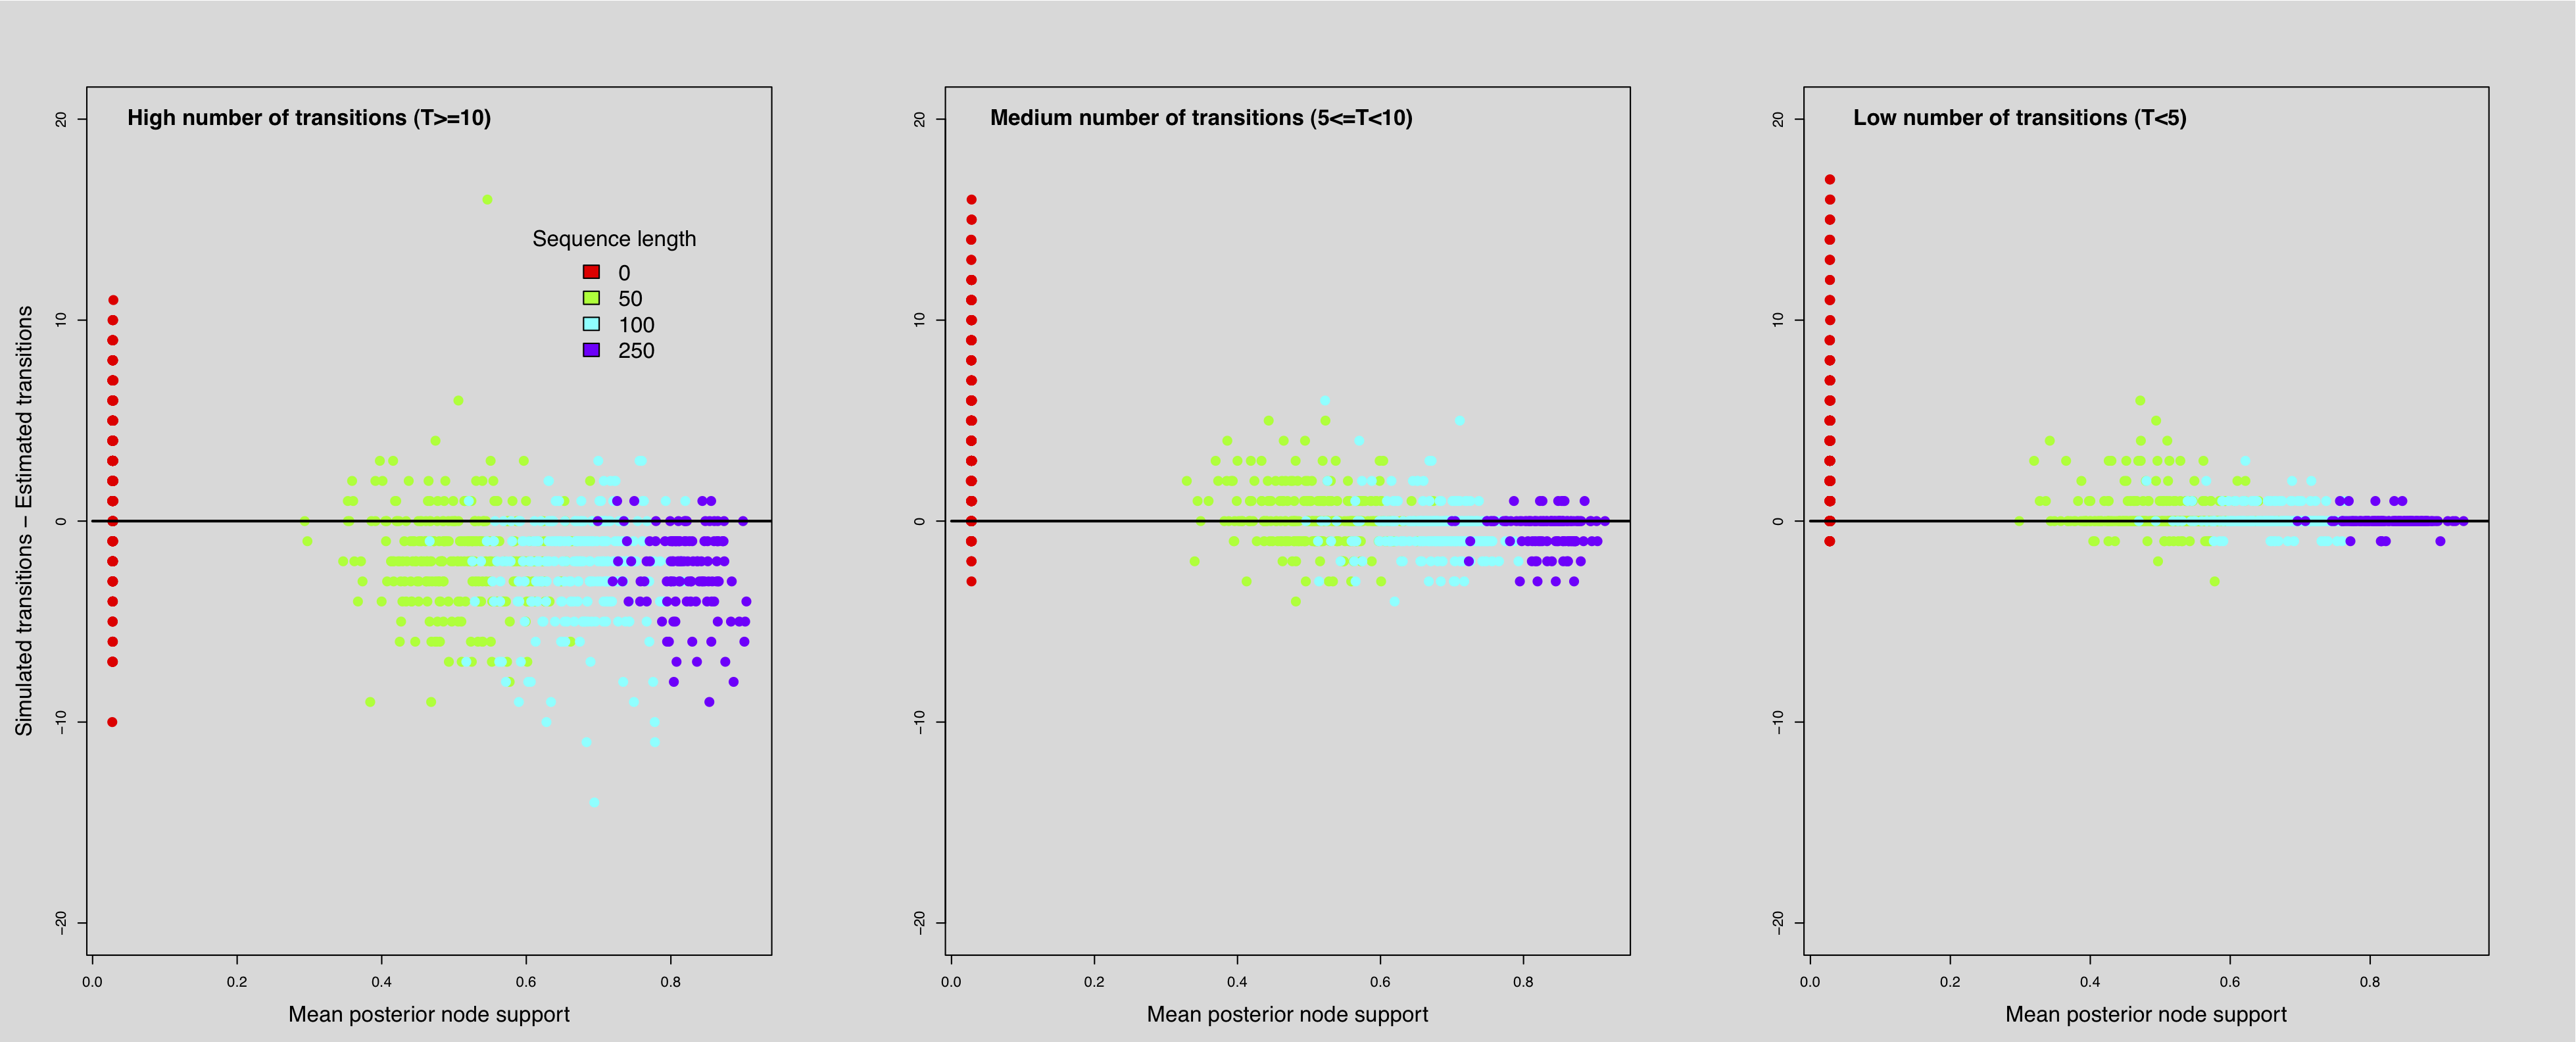 High number of transitions (T>=10)
Sequence length
0
50
100
250
Simulated transitions – Estimated transitions
20
10
0
−10
−20
0.0 0.2 0.4 0.6 0.8
Mean posterior node support
Medium number of transitions (5<=T<10)
20
10
0
−10
−20
0.0 0.2 0.4 0.6 0.8
Mean posterior node support
Low number of transitions (T<5)
20
10
0
−10
−20
0.0 0.2 0.4 0.6 0.8
Mean posterior node support